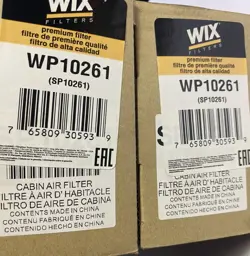 WIX
FILTERS
premium filter
filtre de première qualité
filtro de alta calidad
WP10261
(SP10261)
7 65809 30593 9
EAC
CABIN AIR FILTER
FILTRE À AIR D' HABITACLE
FILTRO DE AIRE DE CABINA
CONTENTS MADE IN CHINA
CONTENU FABRIQUÉ EN CHINE
CONTENIDO HECHO EN CHINA
WIX
FILTERS
premium filter
filtre de première qualité
filtro de alta calidad
WP10261
(SP10261)
7 65809 30593 9
EAC
CABIN AIR FILTER
FILTRE À AIR D' HABITACLE
FILTRO DE AIRE DE CABINA
CONTENTS MADE IN CHINA
CONTENU FABRIQUÉ EN CHINE
CONTENIDO HECHO EN CHINA